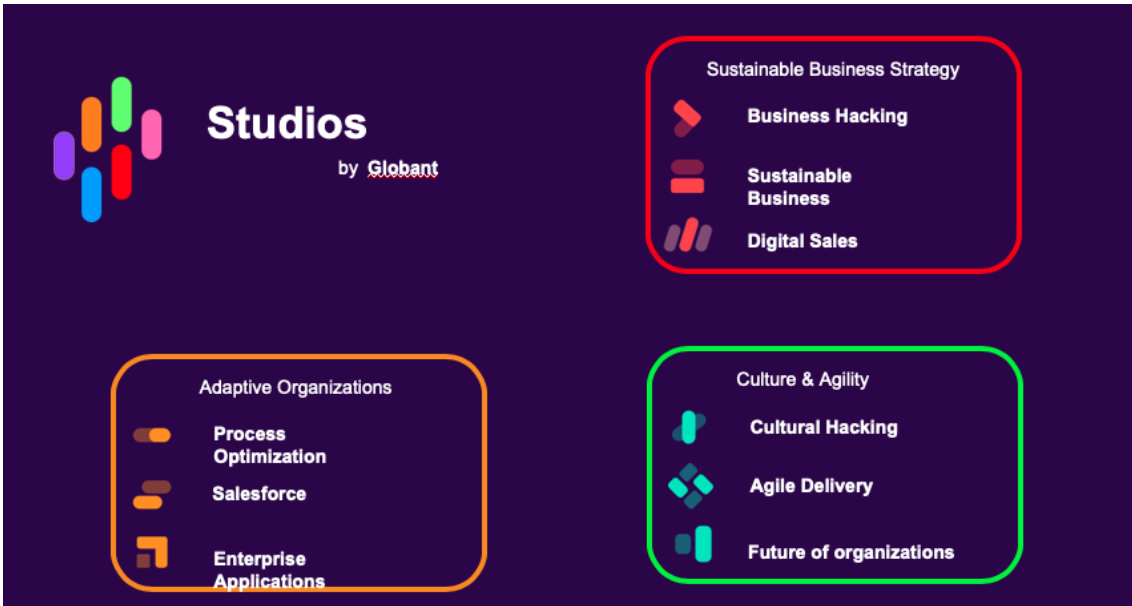 Studios
by Globant
Sustainable Business Strategy
Business Hacking
Sustainable
Business
Digital Sales
Adaptive Organizations
Process
Optimization
Salesforce
Enterprise
Applications
Culture & Agility
Cultural Hacking
Agile Delivery
Future of organizations